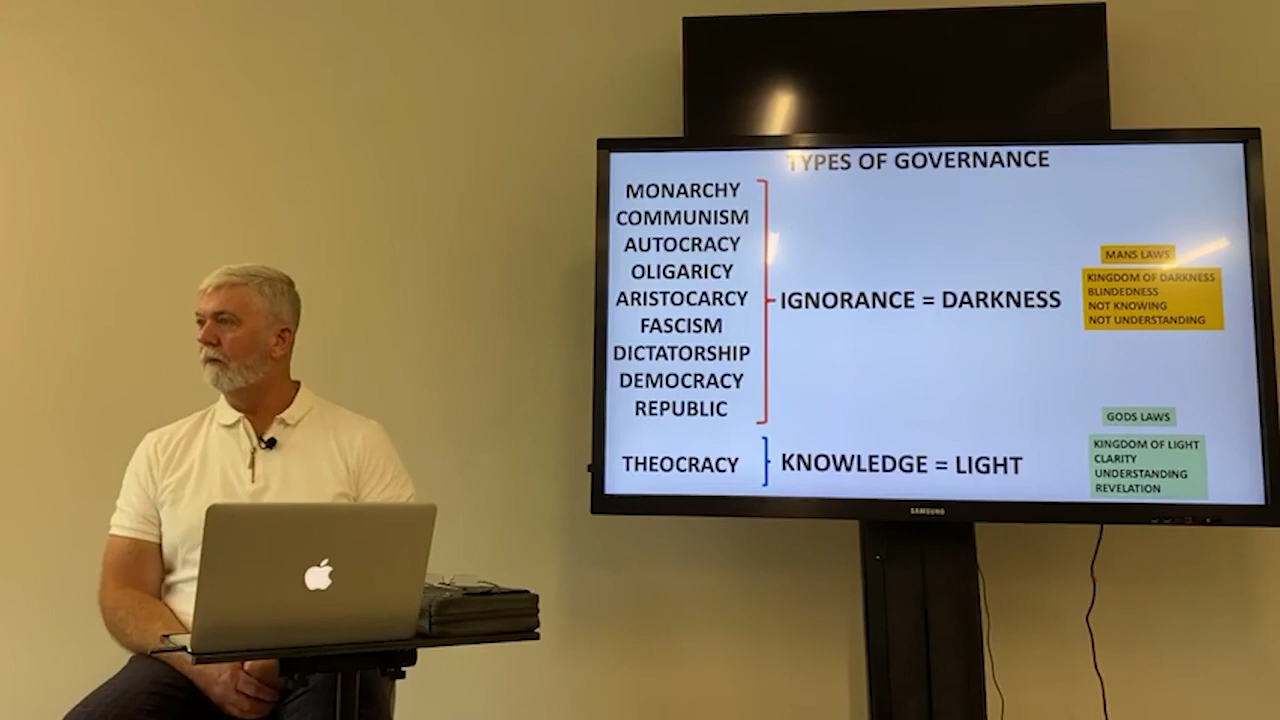 TYPES OF GOVERNANCE
MONARCHY
COMMUNISM
AUTOCRACY
OLIGARICY
ARISTOCARCY
FASCISM
DICTATORSHIP
DEMOCRACY
REPUBLIC
IGNORANCE = DARKNESS
MANS LAWS
KINGDOM OF DARKNESS
BLINDEDNESS
NOT KNOWING
NOT UNDERSTANDING
THEOCRACY
KNOWLEDGE = LIGHT
GODS LAWS
KINGDOM OF LIGHT
CLARITY
UNDERSTANDING
REVELATION
SAMSUNG